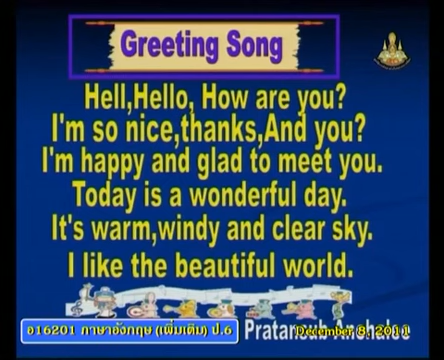 Greeting Song
Hell,Hello, How are you?
I'm so nice,thanks,And you?
I'm happy and glad to meet you.
Today is a wonderful day.
It's warm,windy and clear sky.
I like the beautiful world.
อ16201 ภาษาอังกฤษ (เพิ่มเติม) ป.6
December 8, 2011